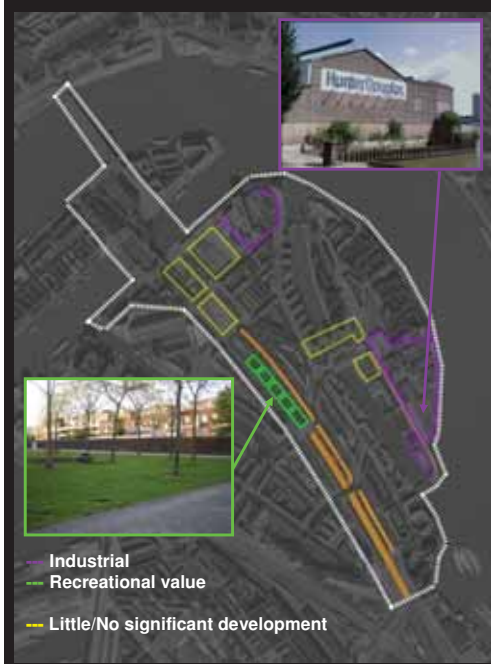 HunterDouglas
Industrial
Recreational value
Little/No significant development